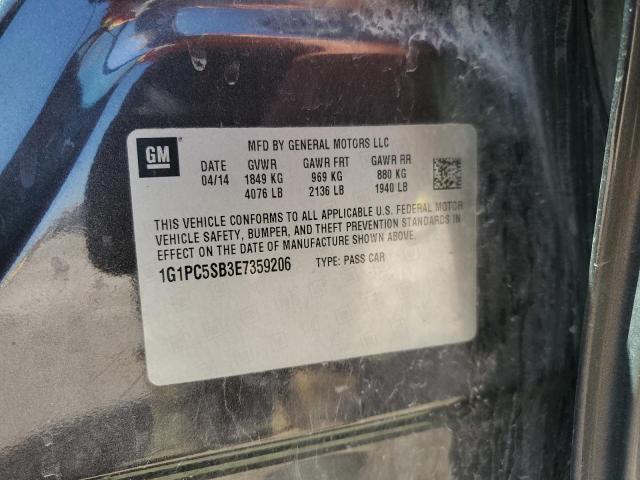 GM
MFD BY GENERAL MOTORS LLC
DATE GVWR GAWR FRT GAWR RR
04/14 1849 KG 969 KG 880 KG
4076 LB 2136 LB 1940 LB
THIS VEHICLE CONFORMS TO ALL APPLICABLE U.S. FEDERAL MOTOR
VEHICLE SAFETY, BUMPER, AND THEFT PREVENTION STANDARDS IN
EFFECT ON THE DATE OF MANUFACTURE SHOWN ABOVE.
1G1PC5SB3E7359206 TYPE: PASS CAR